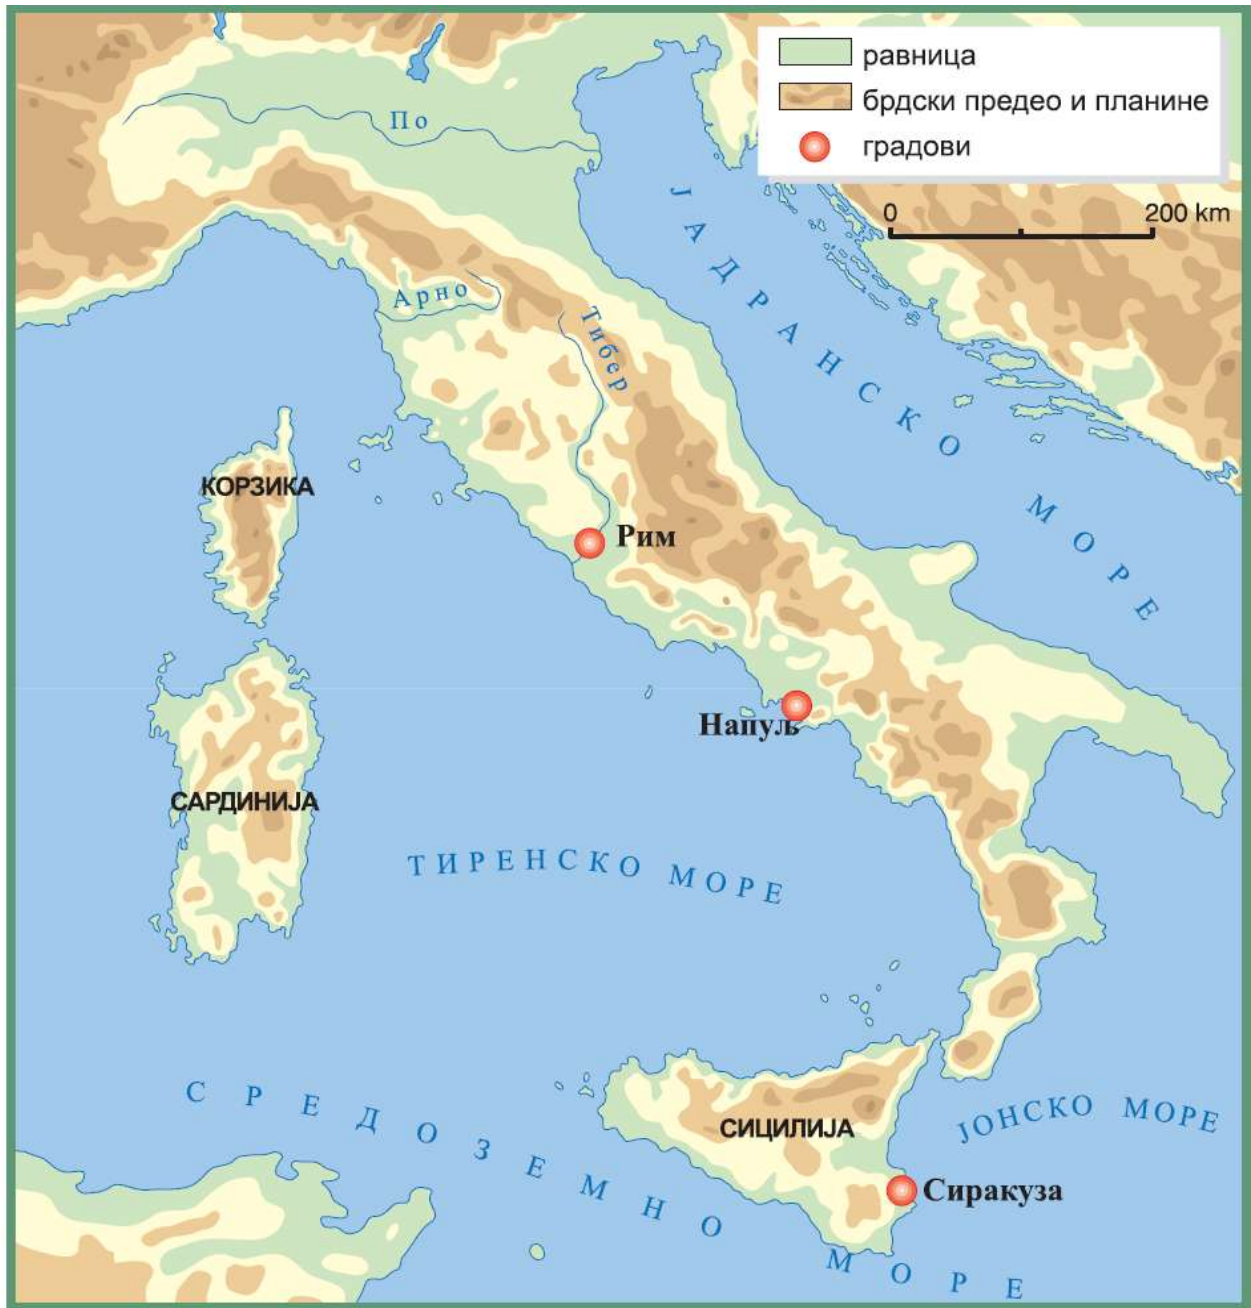 равница
брдски предео и планине
градови
0
200 km
По
ЈАДРАНСКО МОРЕ
Арно
Тибер
КОРЗИКА
Рим
Напуљ
САРДИНИЈА
ТИРЕНСКО МОРЕ
СРЕДОЗЕМНО МОРЕ
ЈОНСКО МОРЕ
СИЦИЛИЈА
Сиракуза